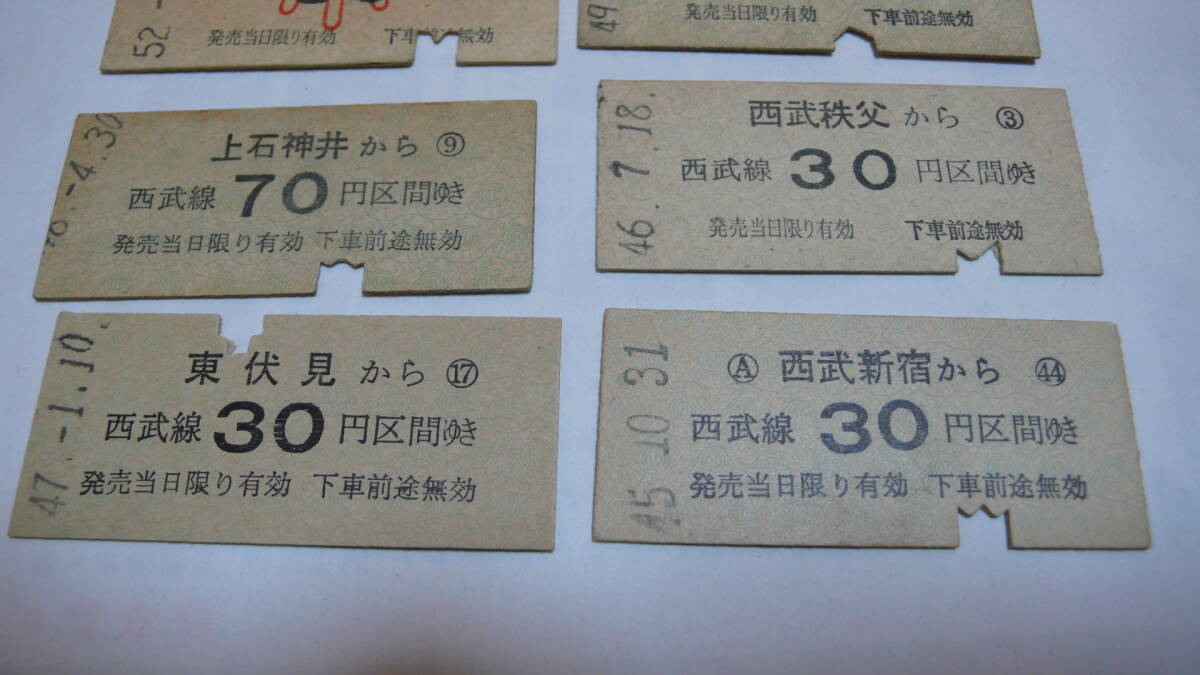 52
発売当日限り有効 下車前途無効
49
発売当日限り有効 下車前途無効
上石神井から ⑨
西武線 70 円区間ゆき
発売当日限り有効 下車前途無効
-4.30
西武秩父から ③
西武線 30 円区間ゆき
発売当日限り有効 下車前途無効
46.7.18.
東伏見から ⑰
西武線 30 円区間ゆき
発売当日限り有効 下車前途無効
47.-1.10.
Ⓐ 西武新宿から ㊹
西武線 30 円区間ゆき
発売当日限り有効 下車前途無効
45 10 31